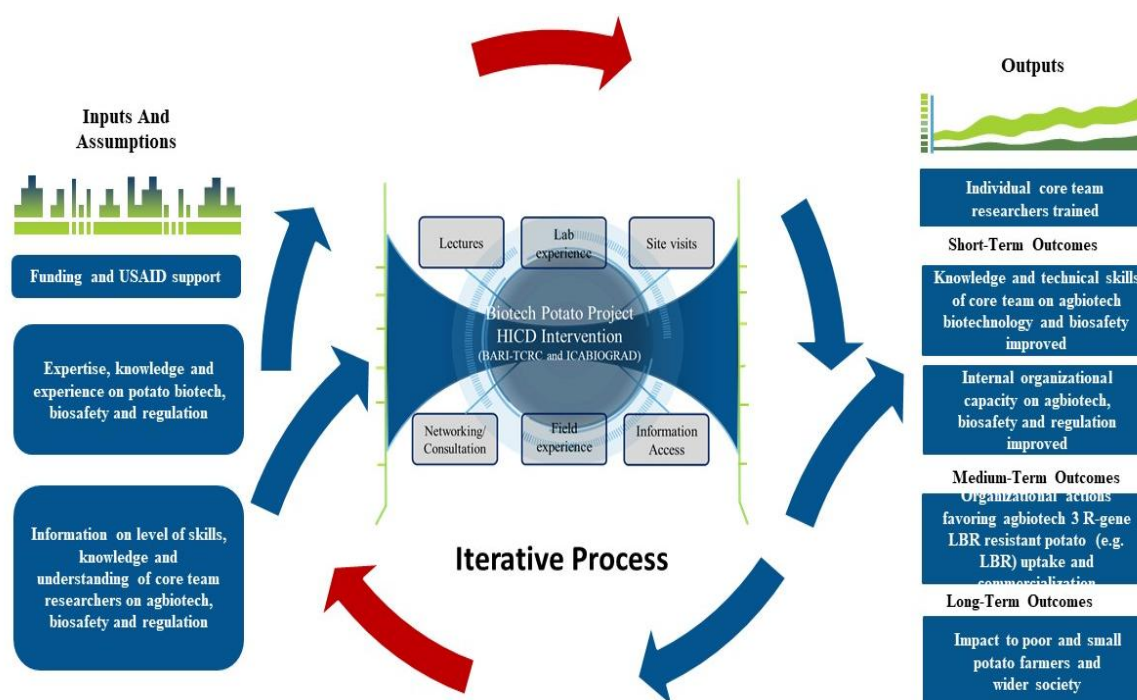 Inputs And
Assumptions
Funding and USAID support
Expertise, knowledge and
experience on potato biotech,
biosafety and regulation
Information on level of skills,
knowledge and
understanding of core team
researchers on agbiotech,
biosafety and regulation
Lectures
Lab
experience
Site visits
Biotech Potato Project
HICD Intervention
(BARI-TCRC and ICABIOGRAD)
Networking/
Consultation
Field
experience
Information
Access
Iterative Process
Outputs
Individual core team
researchers trained
Short-Term Outcomes
Knowledge and technical skills
of core team on agbiotech
biotechnology and biosafety
improved
Internal organizational
capacity on agbiotech,
biosafety and regulation
improved
Medium-Term Outcomes
Organizational actions
favoring agbiotech 3 R-gene
LBR resistant potato (e.g.
LBR) uptake and
commercialization
Long-Term Outcomes
Impact to poor and small
potato farmers and
wider society